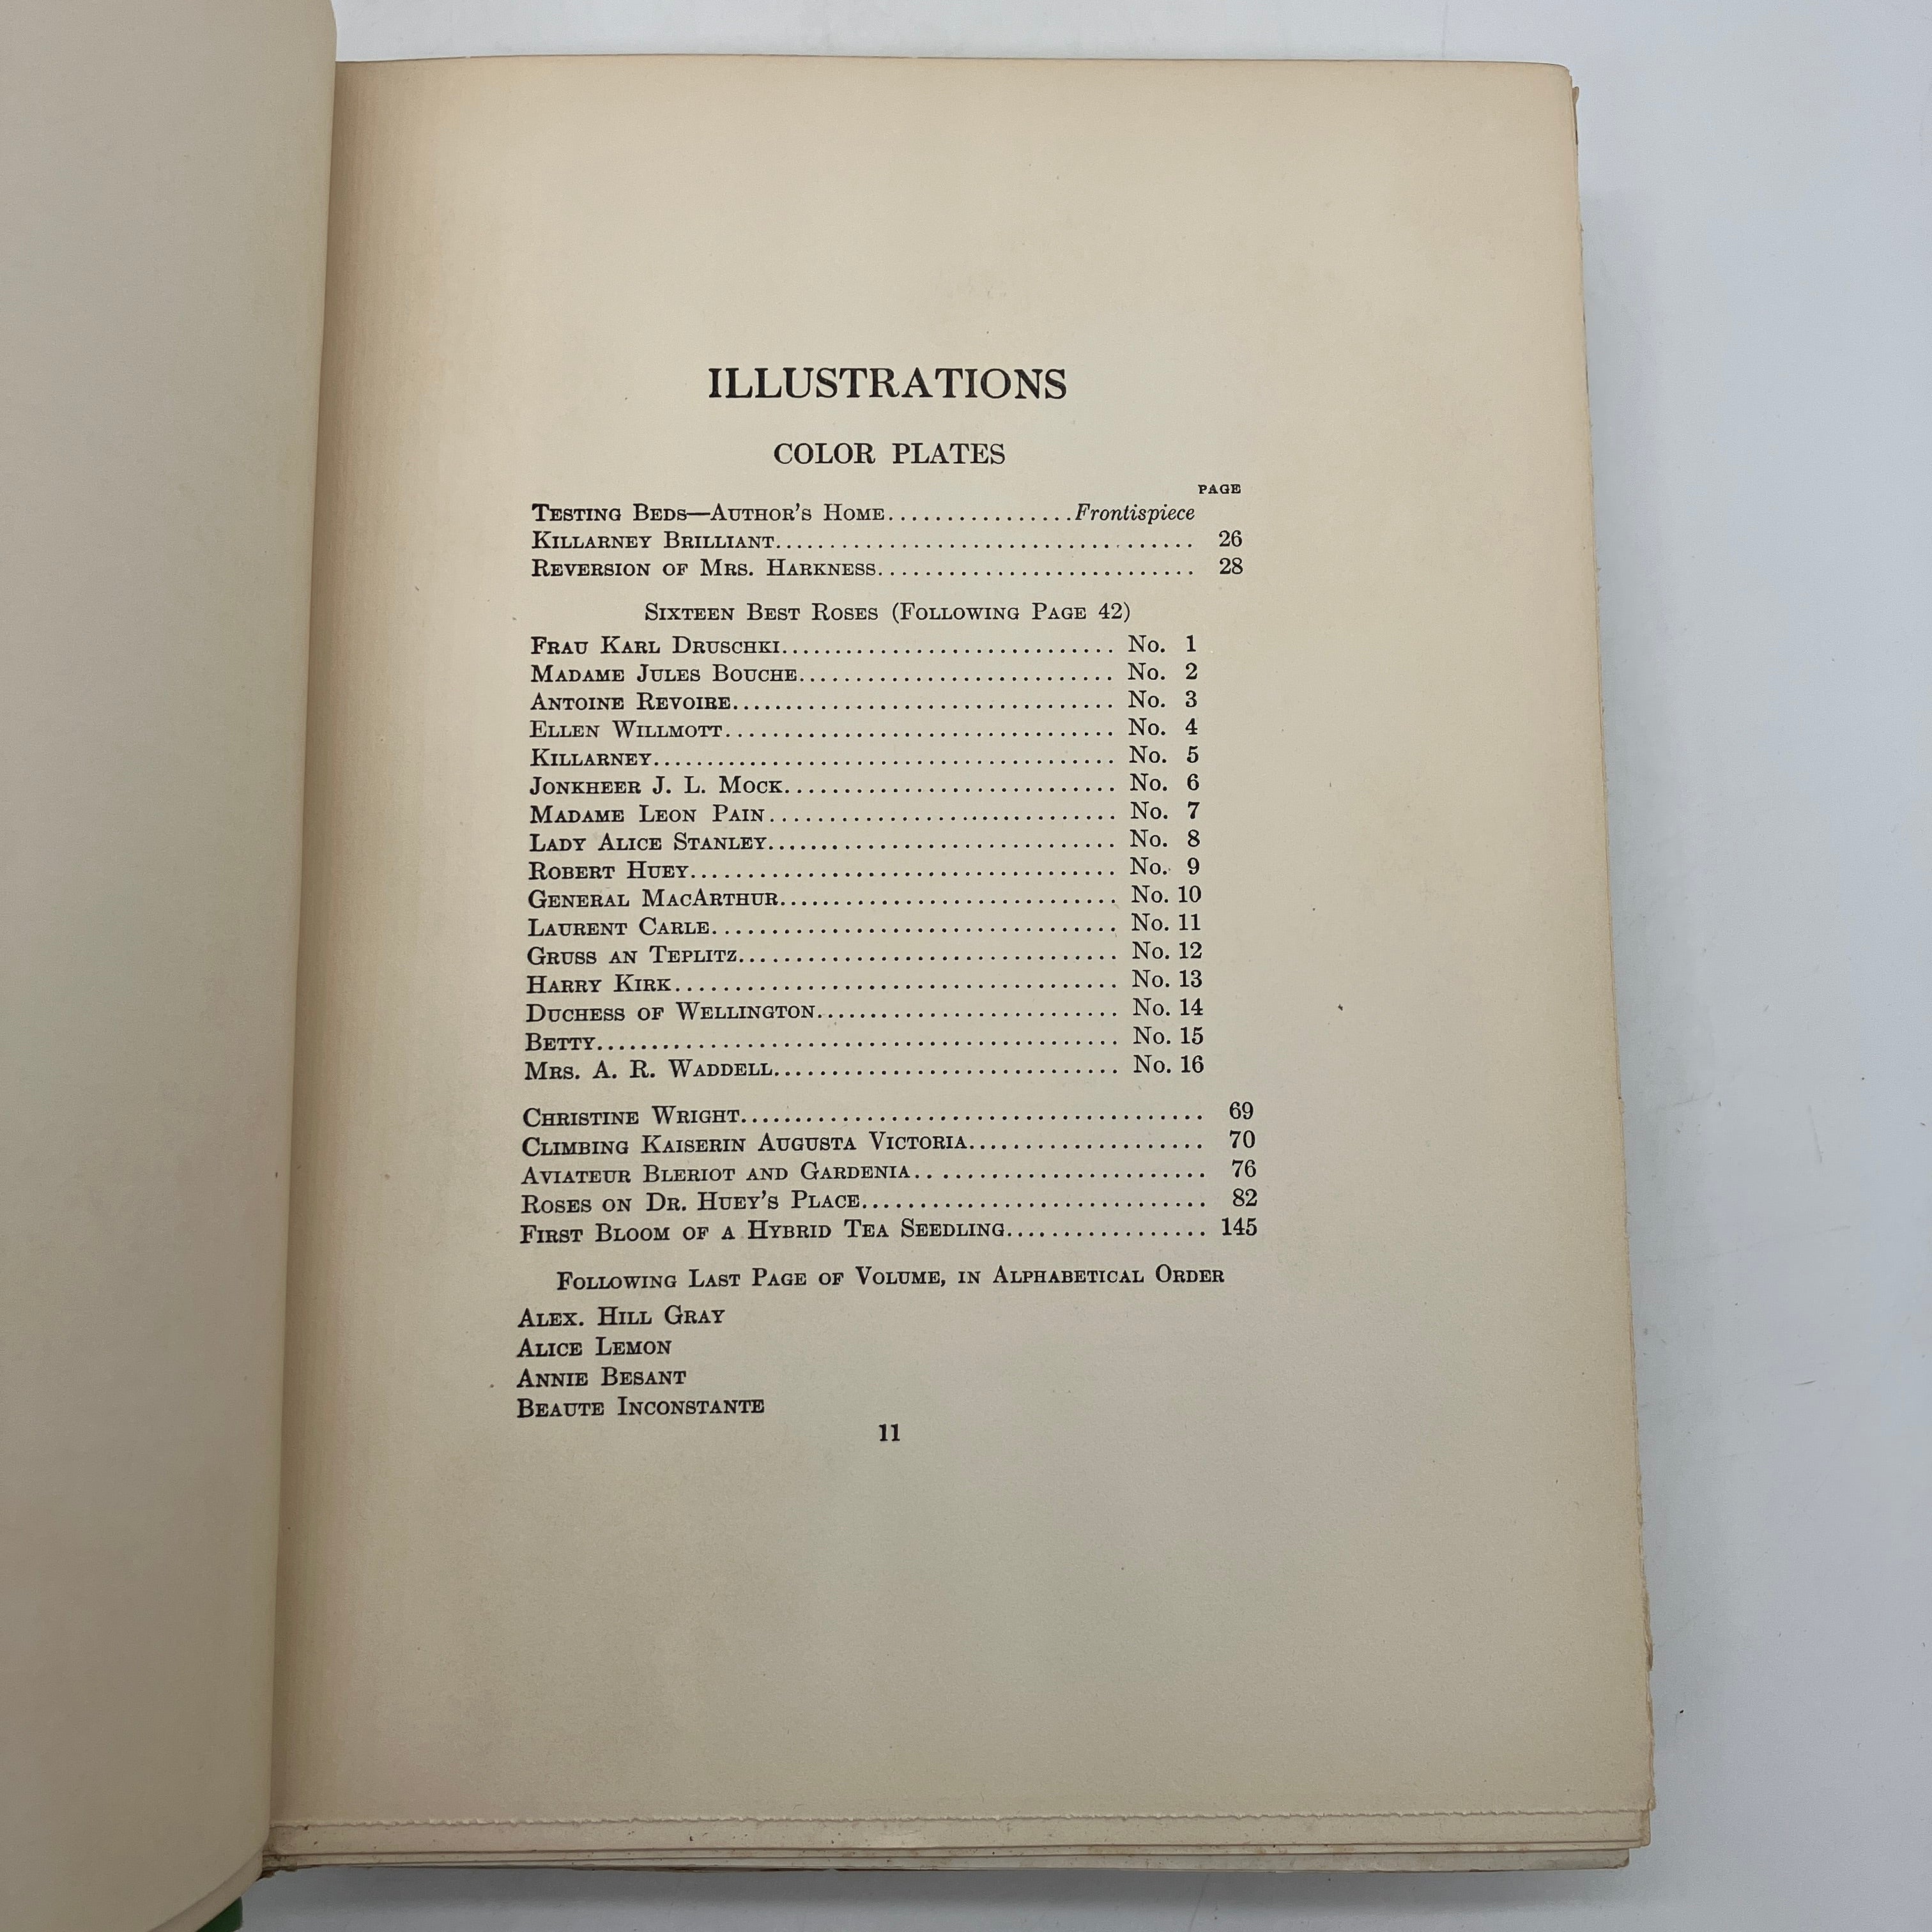 ILLUSTRATIONS
COLOR PLATES
PAGE
Testing Beds—Author's Home................Frontispiece
Killarney Brilliant................................ 26
Reversion of Mrs. Harkness........................ 28
Sixteen Best Roses (Following Page 42)
Frau Karl Druschki......................... No. 1
Madame Jules Bouche........................ No. 2
Antoine Revoire............................. No. 3
Ellen Willmott.............................. No. 4
Killarney................................... No. 5
Jonkheer J. L. Mock......................... No. 6
Madame Leon Pain.......................... No. 7
Lady Alice Stanley.......................... No. 8
Robert Huey................................ No. 9
General MacArthur.......................... No. 10
Laurent Carle............................... No. 11
Gruss an Teplitz............................. No. 12
Harry Kirk.................................. No. 13
Duchess of Wellington....................... No. 14
Betty....................................... No. 15
Mrs. A. R. Waddell.......................... No. 16
Christine Wright................................... 69
Climbing Kaiserin Augusta Victoria.................... 70
Aviateur Bleriot and Gardenia........................ 76
Roses on Dr. Huey's Place........................... 82
First Bloom of a Hybrid Tea Seedling................. 145
Following Last Page of Volume, in Alphabetical Order
Alex. Hill Gray
Alice Lemon
Annie Besant
Beaute Inconstante
11